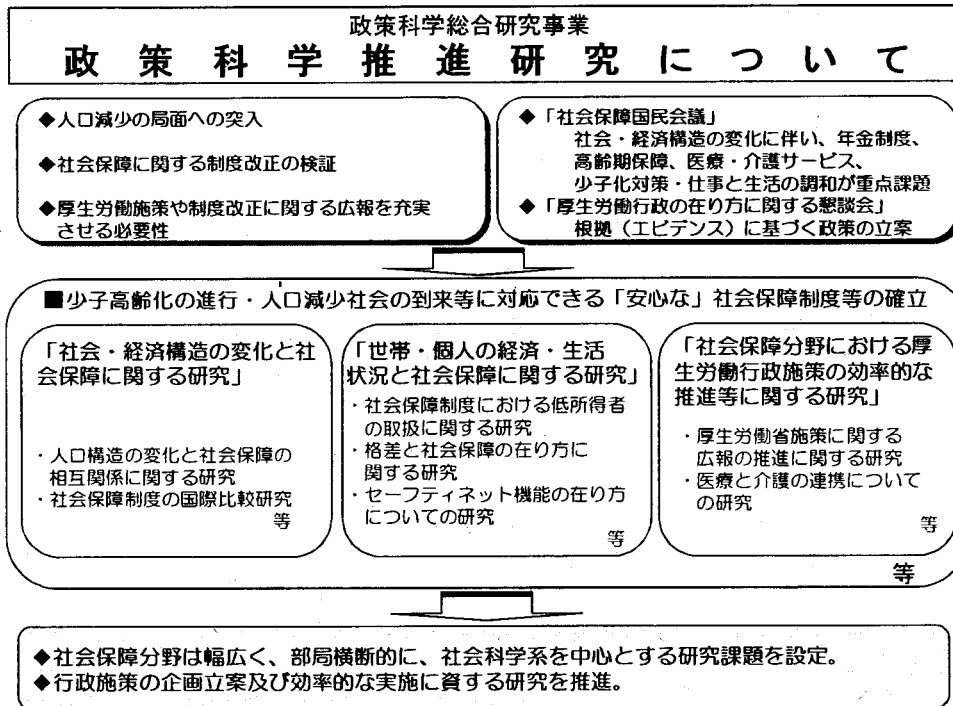 政策科学総合研究事業
政策科学推進研究について
◆人口減少の局面への突入
◆社会保障に関する制度改正の検証
◆厚生労働施策や制度改正に関する広報を充実
させる必要性
◆「社会保障国民会議」
社会・経済構造の変化に伴い、年金制度、
高齢期保障、医療・介護サービス、
少子化対策・仕事と生活の調和が重点課題
◆「厚生労働行政の在り方に関する懇談会」
根拠（エビデンス）に基づく政策の立案
■少子高齢化の進行・人口減少社会の到来等に対応できる「安心な」社会保障制度等の確立
「社会・経済構造の変化と社
会保障に関する研究」
・人口構造の変化と社会保障の
相互関係に関する研究
・社会保障制度の国際比較研究
等
「世帯・個人の経済・生活
状況と社会保障に関する研究」
・社会保障制度における低所得者
の取扱に関する研究
・格差と社会保障の在り方に
関する研究
・セーフティネット機能の在り方
についての研究
等
「社会保障分野における厚
生労働行政施策の効率的な
推進等に関する研究」
・厚生労働省施策に関する
広報の推進に関する研究
・医療と介護の連携について
の研究
等
等
◆社会保障分野は幅広く、部局横断的に、社会科学系を中心とする研究課題を設定。
◆行政施策の企画立案及び効率的な実施に資する研究を推進。